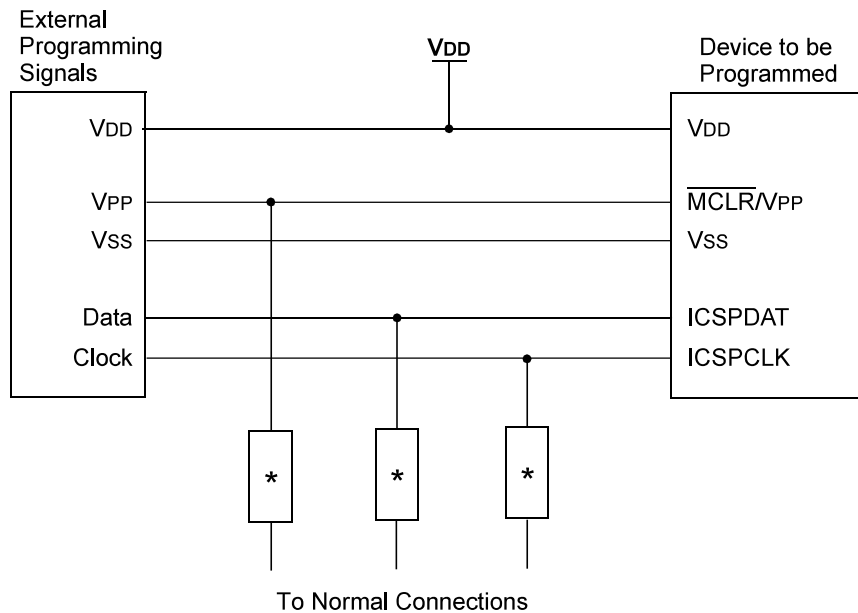 External
Programming
Signals
VDD
Device to be
Programmed
VDD
VDD
VPP
MCLR/VPP
VSS
VSS
Data
ICSPDAT
Clock
ICSPCLK
*
*
*
To Normal Connections